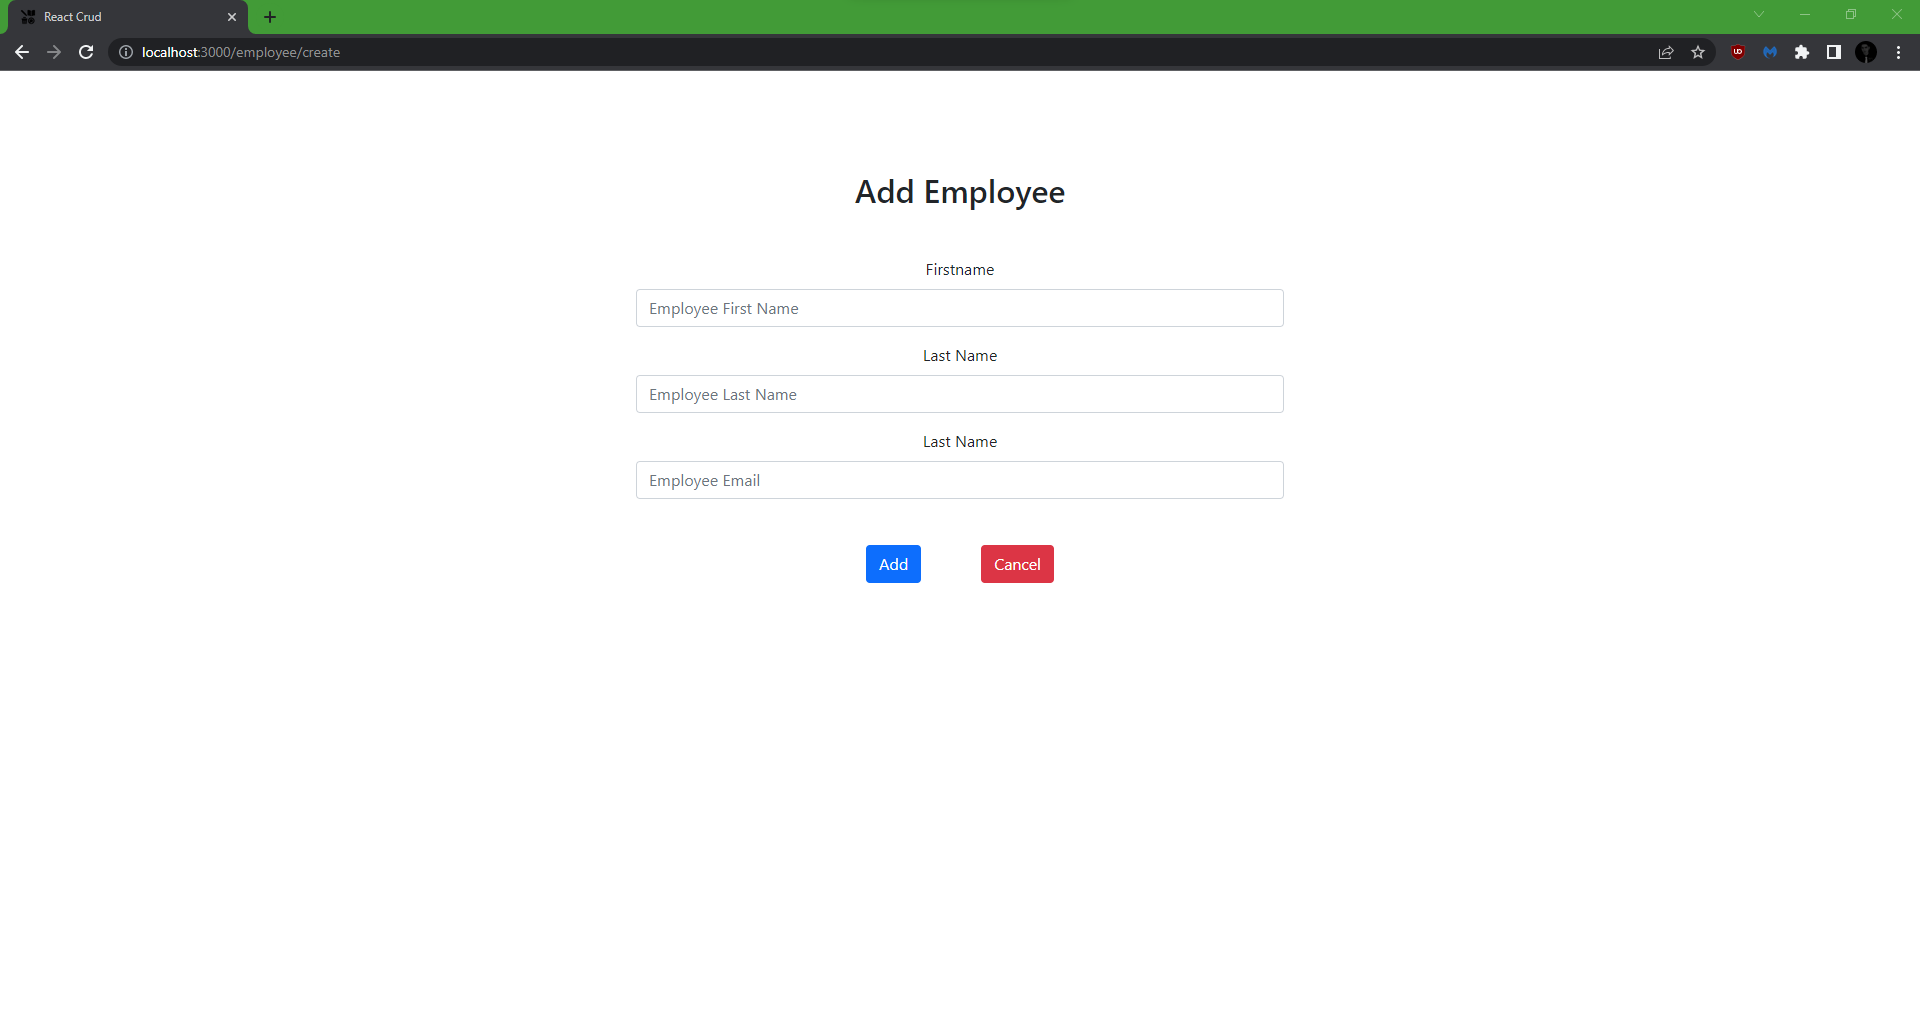 React Crud
localhost:3000/employee/create
Add Employee
Firstname
Employee First Name
Last Name
Employee Last Name
Last Name
Employee Email
Add Cancel